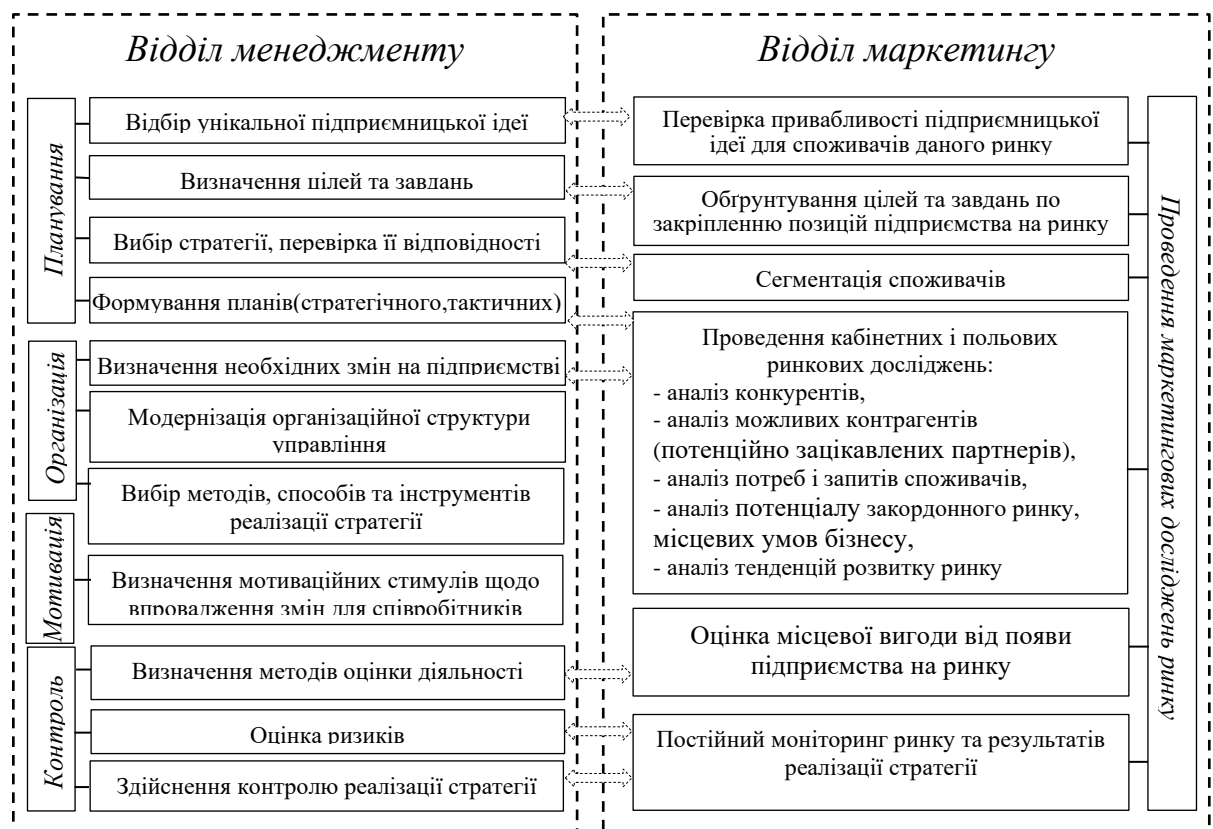 Відділ менеджменту
Планування
Відбір унікальної підприємницької ідеї
Визначення цілей та завдань
Вибір стратегії, перевірка її відповідності
Формування планів(стратегічного,тактичних)
Організація
Визначення необхідних змін на підприємстві
Модернізація організаційної структури
управління
Вибір методів, способів та інструментів
реалізації стратегії
Мотивація
Визначення мотиваційних стимулів щодо
впровадження змін для співробітників
Контроль
Визначення методів оцінки діяльності
Оцінка ризиків
Здійснення контролю реалізації стратегії
Відділ маркетингу
Перевірка привабливості підприємницької
ідеї для споживачів даного ринку
Обґрунтування цілей та завдань по
закріпленню позицій підприємства на ринку
Сегментація споживачів
Проведення кабінетних і польових
ринкових досліджень:
- аналіз конкурентів,
- аналіз можливих контрагентів
(потенційно зацікавлених партнерів),
- аналіз потреб і запитів споживачів,
- аналіз потенціалу закордонного ринку,
місцевих умов бізнесу,
- аналіз тенденцій розвитку ринку
Оцінка місцевої вигоди від появи
підприємства на ринку
Постійний моніторинг ринку та результатів
реалізації стратегії
Проведення маркетингових досліджень ринку